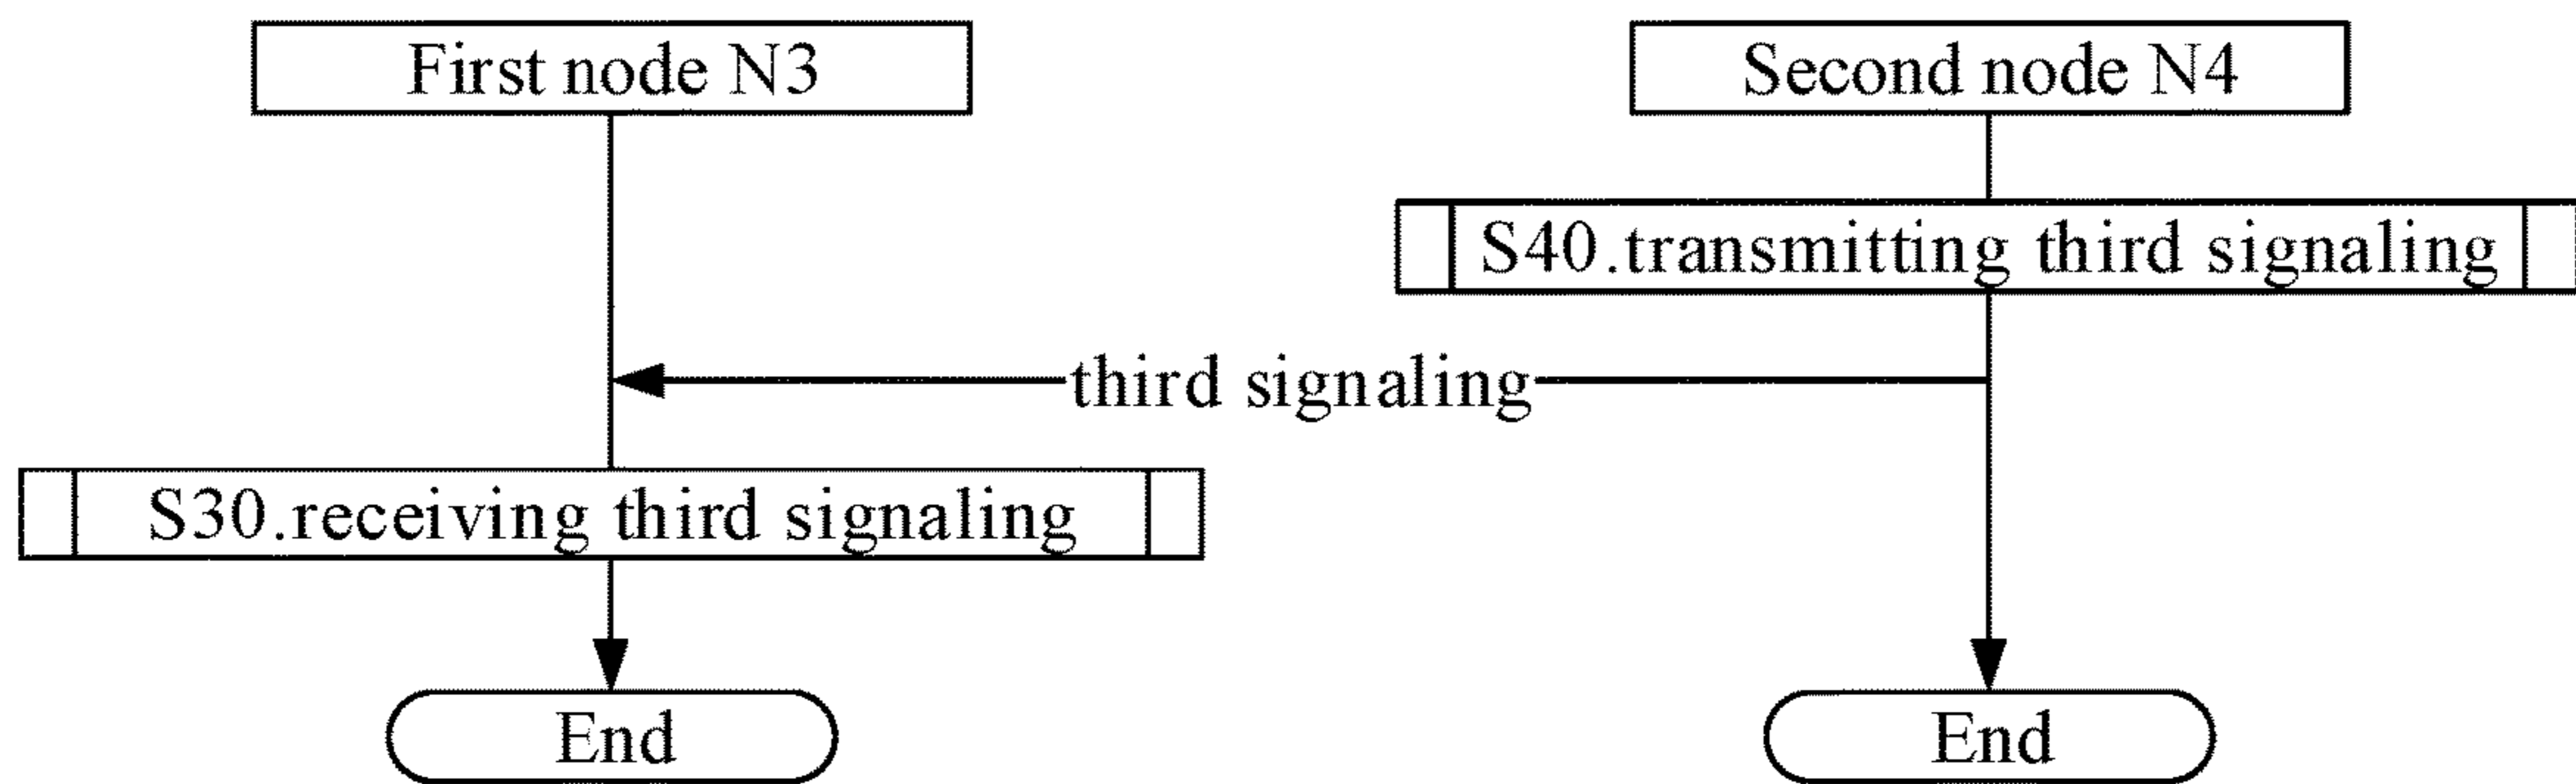 First node N3
Second node N4
S40.transmitting third signaling
third signaling
S30.receiving third signaling
End
End